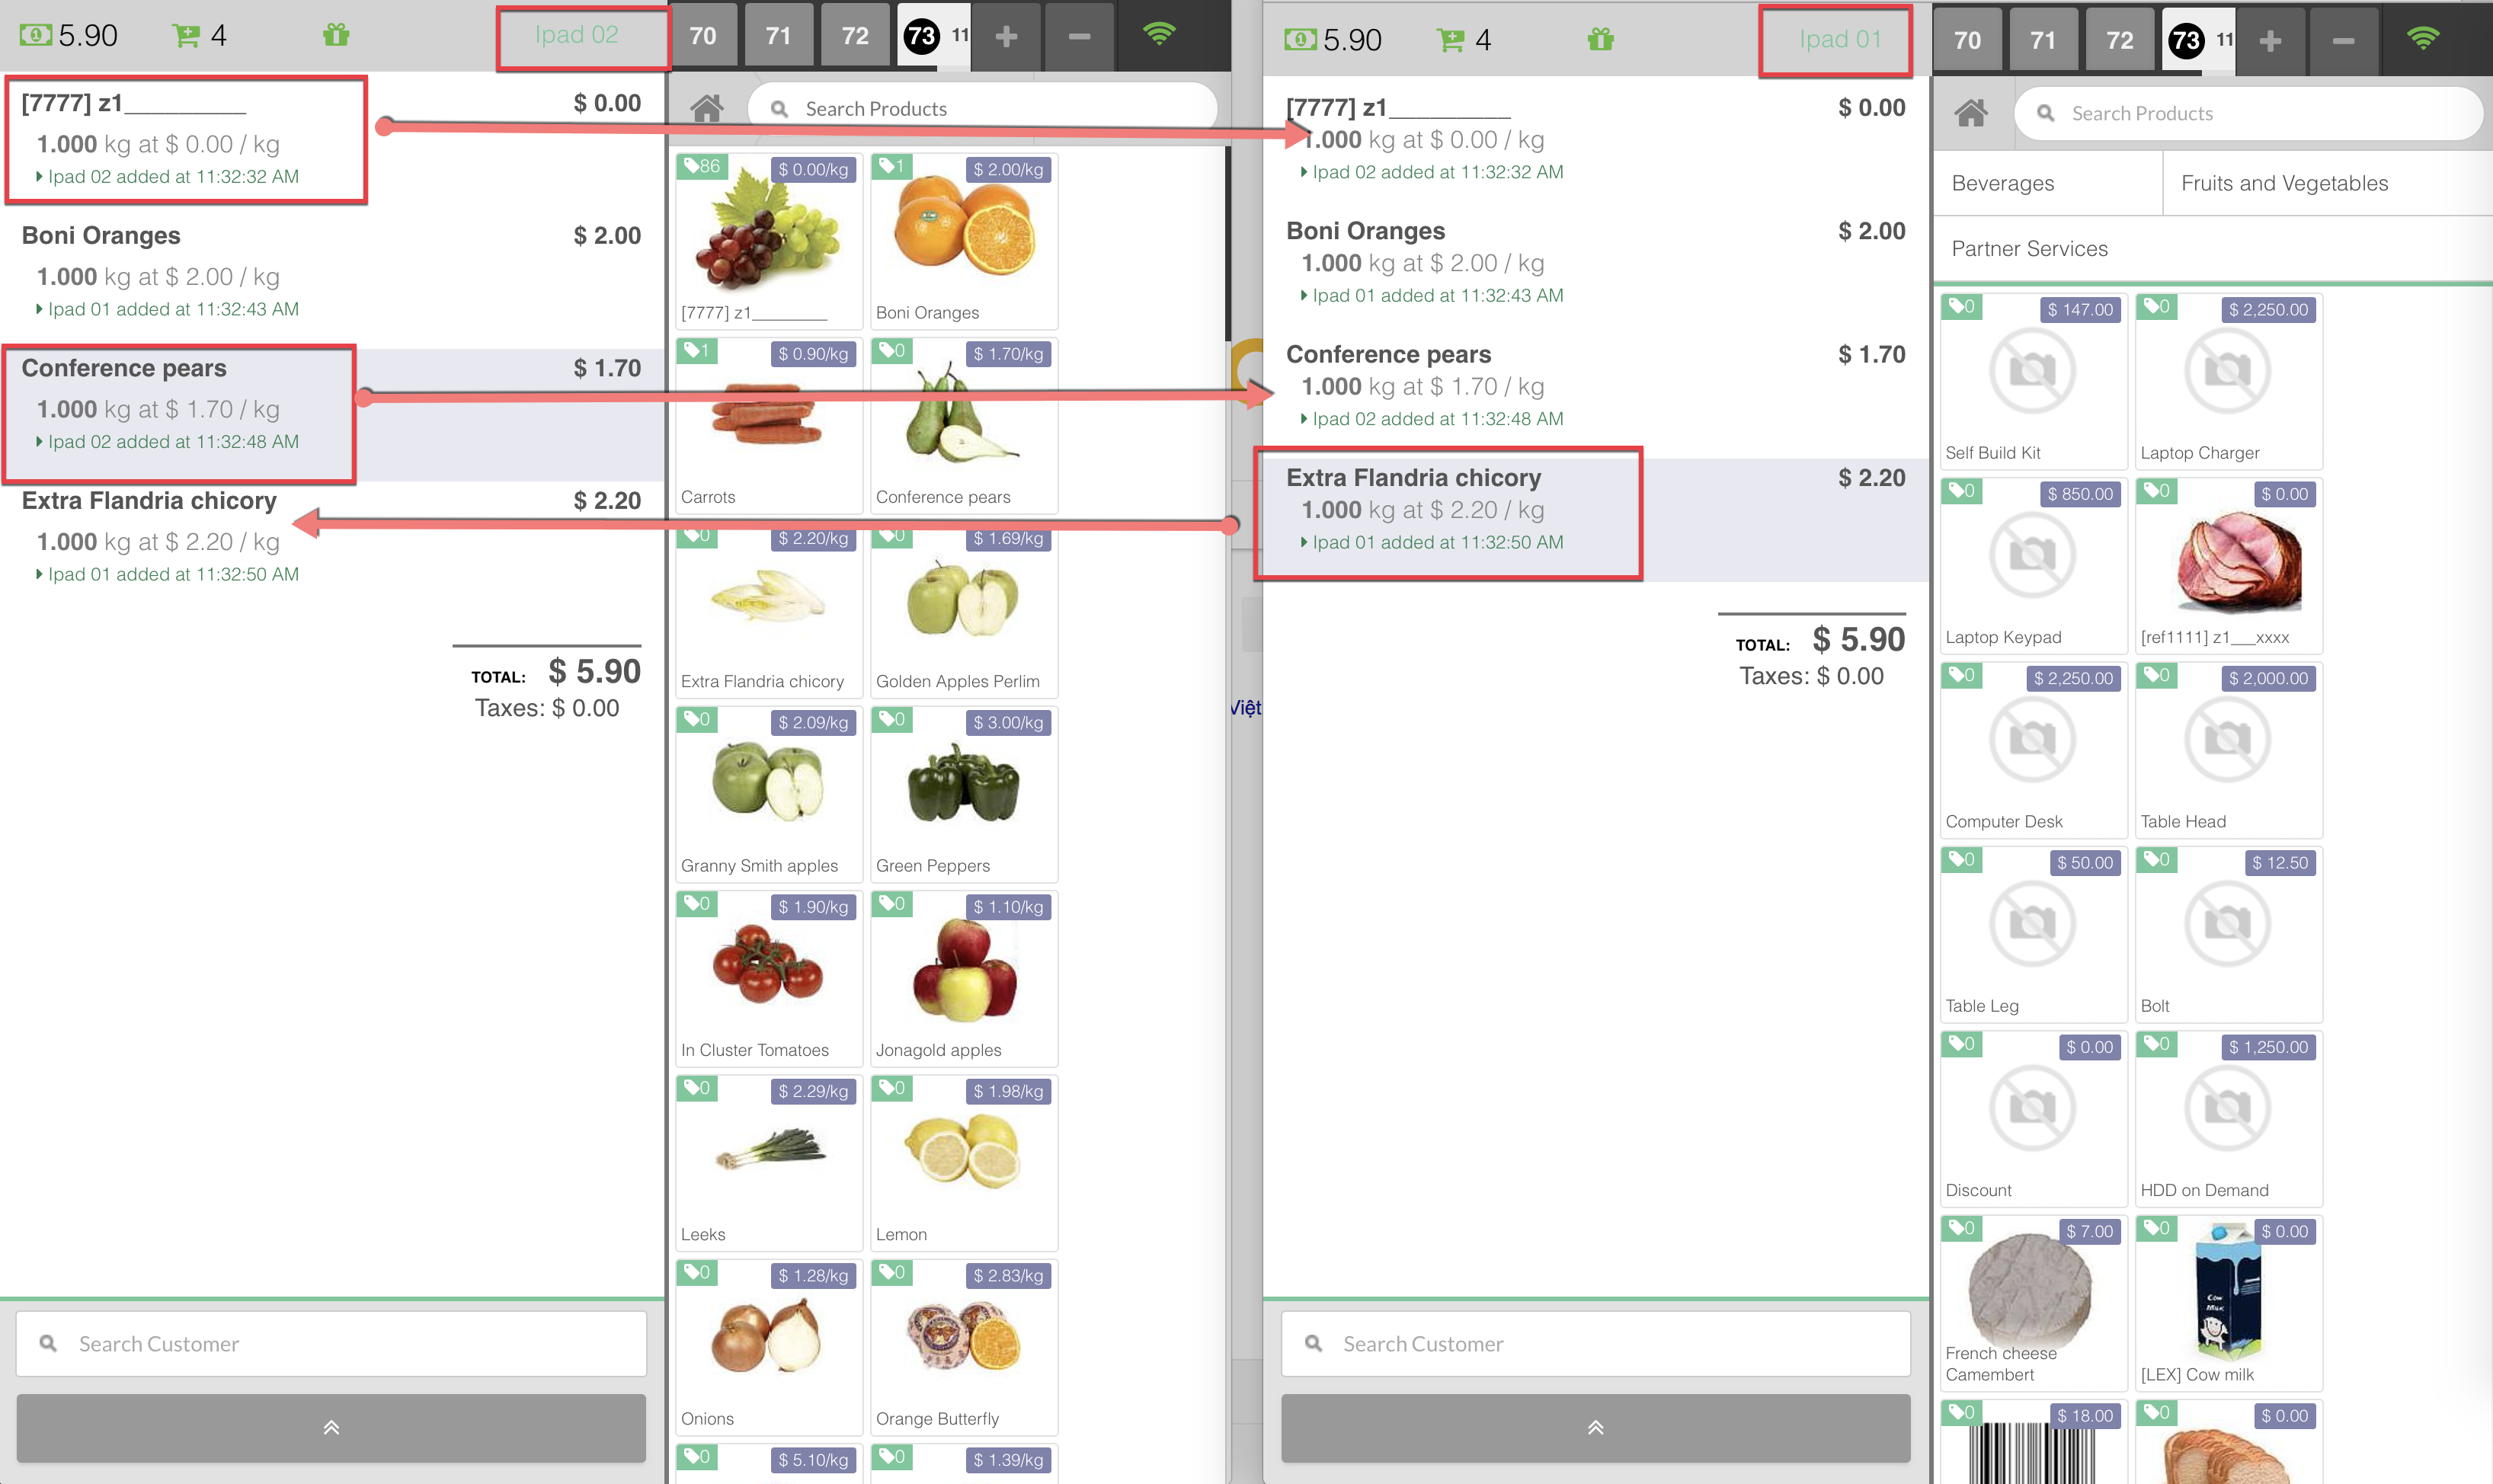 5.90 4 Ipad 02
70 71 72 73 11
[7777] z1_________ $ 0.00
1.000 kg at $ 0.00 / kg
Ipad 02 added at 11:32:32 AM
Boni Oranges $ 2.00
1.000 kg at $ 2.00 / kg
Ipad 01 added at 11:32:43 AM
Conference pears $ 1.70
1.000 kg at $ 1.70 / kg
Ipad 02 added at 11:32:48 AM
Extra Flandria chicory $ 2.20
1.000 kg at $ 2.20 / kg
Ipad 01 added at 11:32:50 AM
TOTAL: $ 5.90
Taxes: $ 0.00
Search Customer
Search Products
86 $ 0.00/kg 1 $ 2.00/kg
[7777] z1_________ Boni Oranges
1 $ 0.90/kg 0 $ 1.70/kg
Carrots Conference pears
0 $ 2.20/kg 0 $ 1.69/kg
Extra Flandria chicory Golden Apples Perlim
0 $ 2.09/kg 0 $ 3.00/kg
Granny Smith apples Green Peppers
0 $ 1.90/kg 0 $ 1.10/kg
In Cluster Tomatoes Jonagold apples
0 $ 2.29/kg 0 $ 1.98/kg
Leeks Lemon
0 $ 1.28/kg 0 $ 2.83/kg
Onions Orange Butterfly
0 $ 5.10/kg 0 $ 1.39/kg
Việt
5.90 4 Ipad 01
70 71 72 73 11
[7777] z1_________ $ 0.00
1.000 kg at $ 0.00 / kg
Ipad 02 added at 11:32:32 AM
Boni Oranges $ 2.00
1.000 kg at $ 2.00 / kg
Ipad 01 added at 11:32:43 AM
Conference pears $ 1.70
1.000 kg at $ 1.70 / kg
Ipad 02 added at 11:32:48 AM
Extra Flandria chicory $ 2.20
1.000 kg at $ 2.20 / kg
Ipad 01 added at 11:32:50 AM
TOTAL: $ 5.90
Taxes: $ 0.00
Search Customer
Search Products
Beverages Fruits and Vegetables
Partner Services
0 $ 147.00 0 $ 2,250.00
Self Build Kit Laptop Charger
0 $ 850.00 0 $ 0.00
Laptop Keypad [ref1111] z1___xxxx
0 $ 2,250.00 0 $ 2,000.00
Computer Desk Table Head
0 $ 50.00 0 $ 12.50
Table Leg Bolt
0 $ 0.00 0 $ 1,250.00
Discount HDD on Demand
0 $ 7.00 0 $ 0.00
Cow
Milk
French cheese
Camembert [LEX] Cow milk
0 $ 18.00 0 $ 0.00